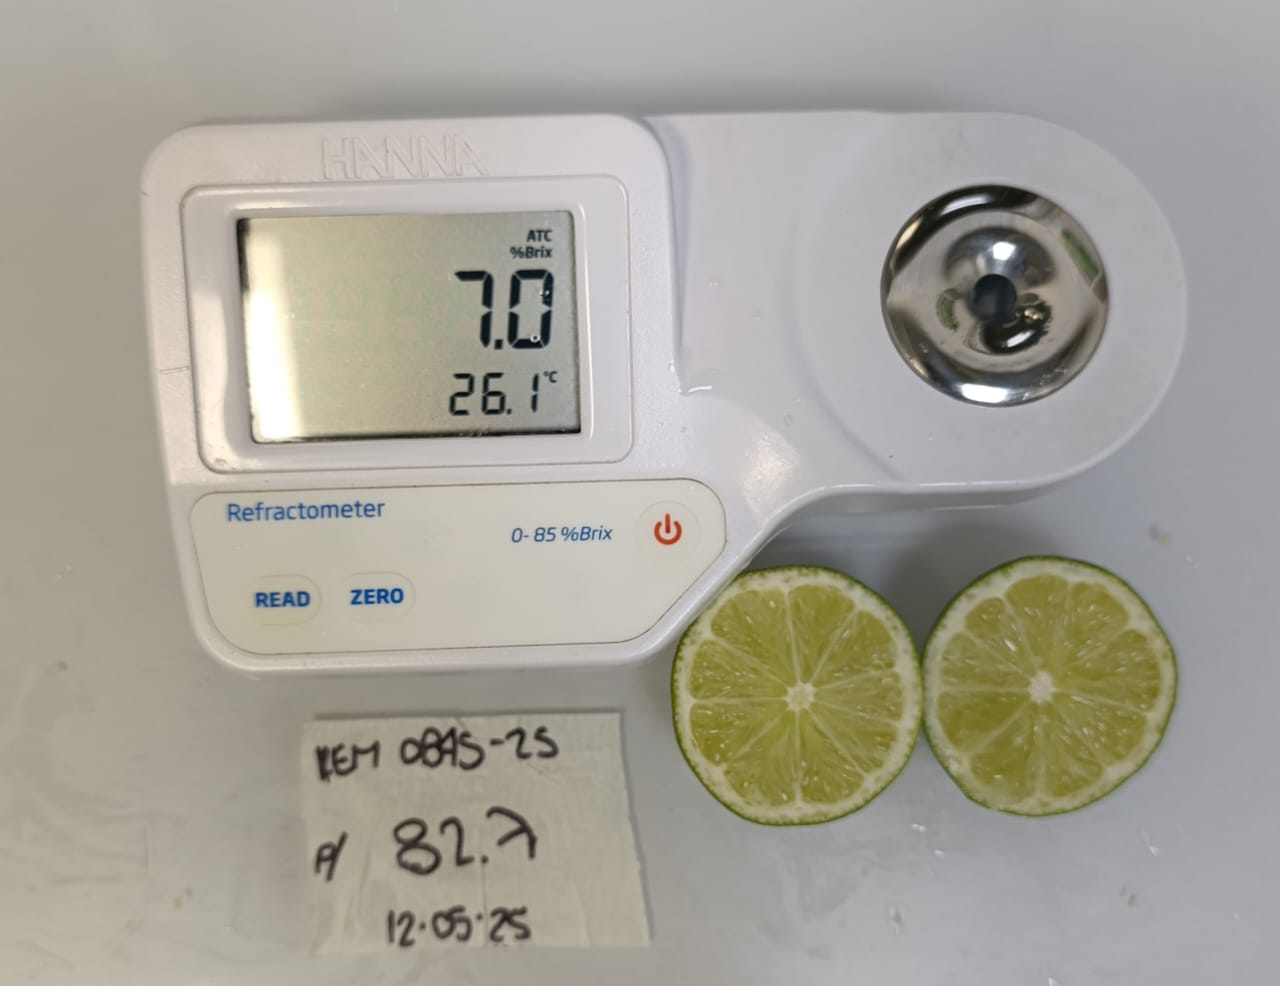 HANNA
ATC
%Brix
7.0
26.1 °C
Refractometer
0-85 %Brix
READ ZERO
REM 0845-25
P/ 82.7
12.05.25